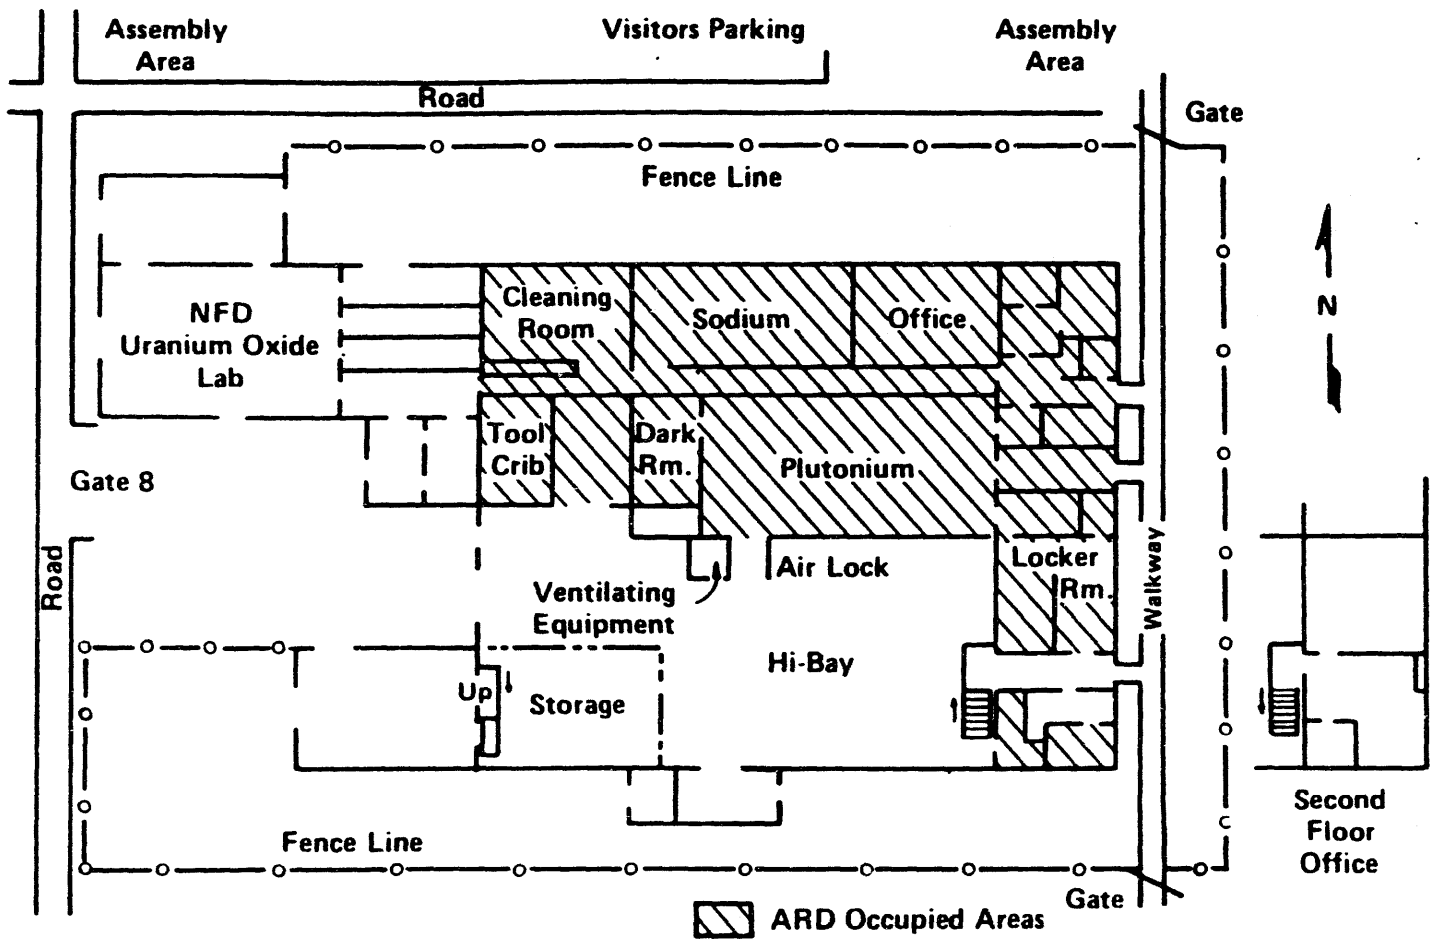 Assembly
Area
Visitors Parking
Assembly
Area
Road
Gate
Fence Line
N
Cleaning
Room
Sodium
Office
NFD
Uranium Oxide
Lab
Tool
Crib
Dark
Rm.
Plutonium
Gate 8
Road
Air Lock
Locker
Rm.
Walkway
Ventilating
Equipment
Hi-Bay
Up
Storage
Second
Floor
Office
Fence Line
Gate
ARD Occupied Areas